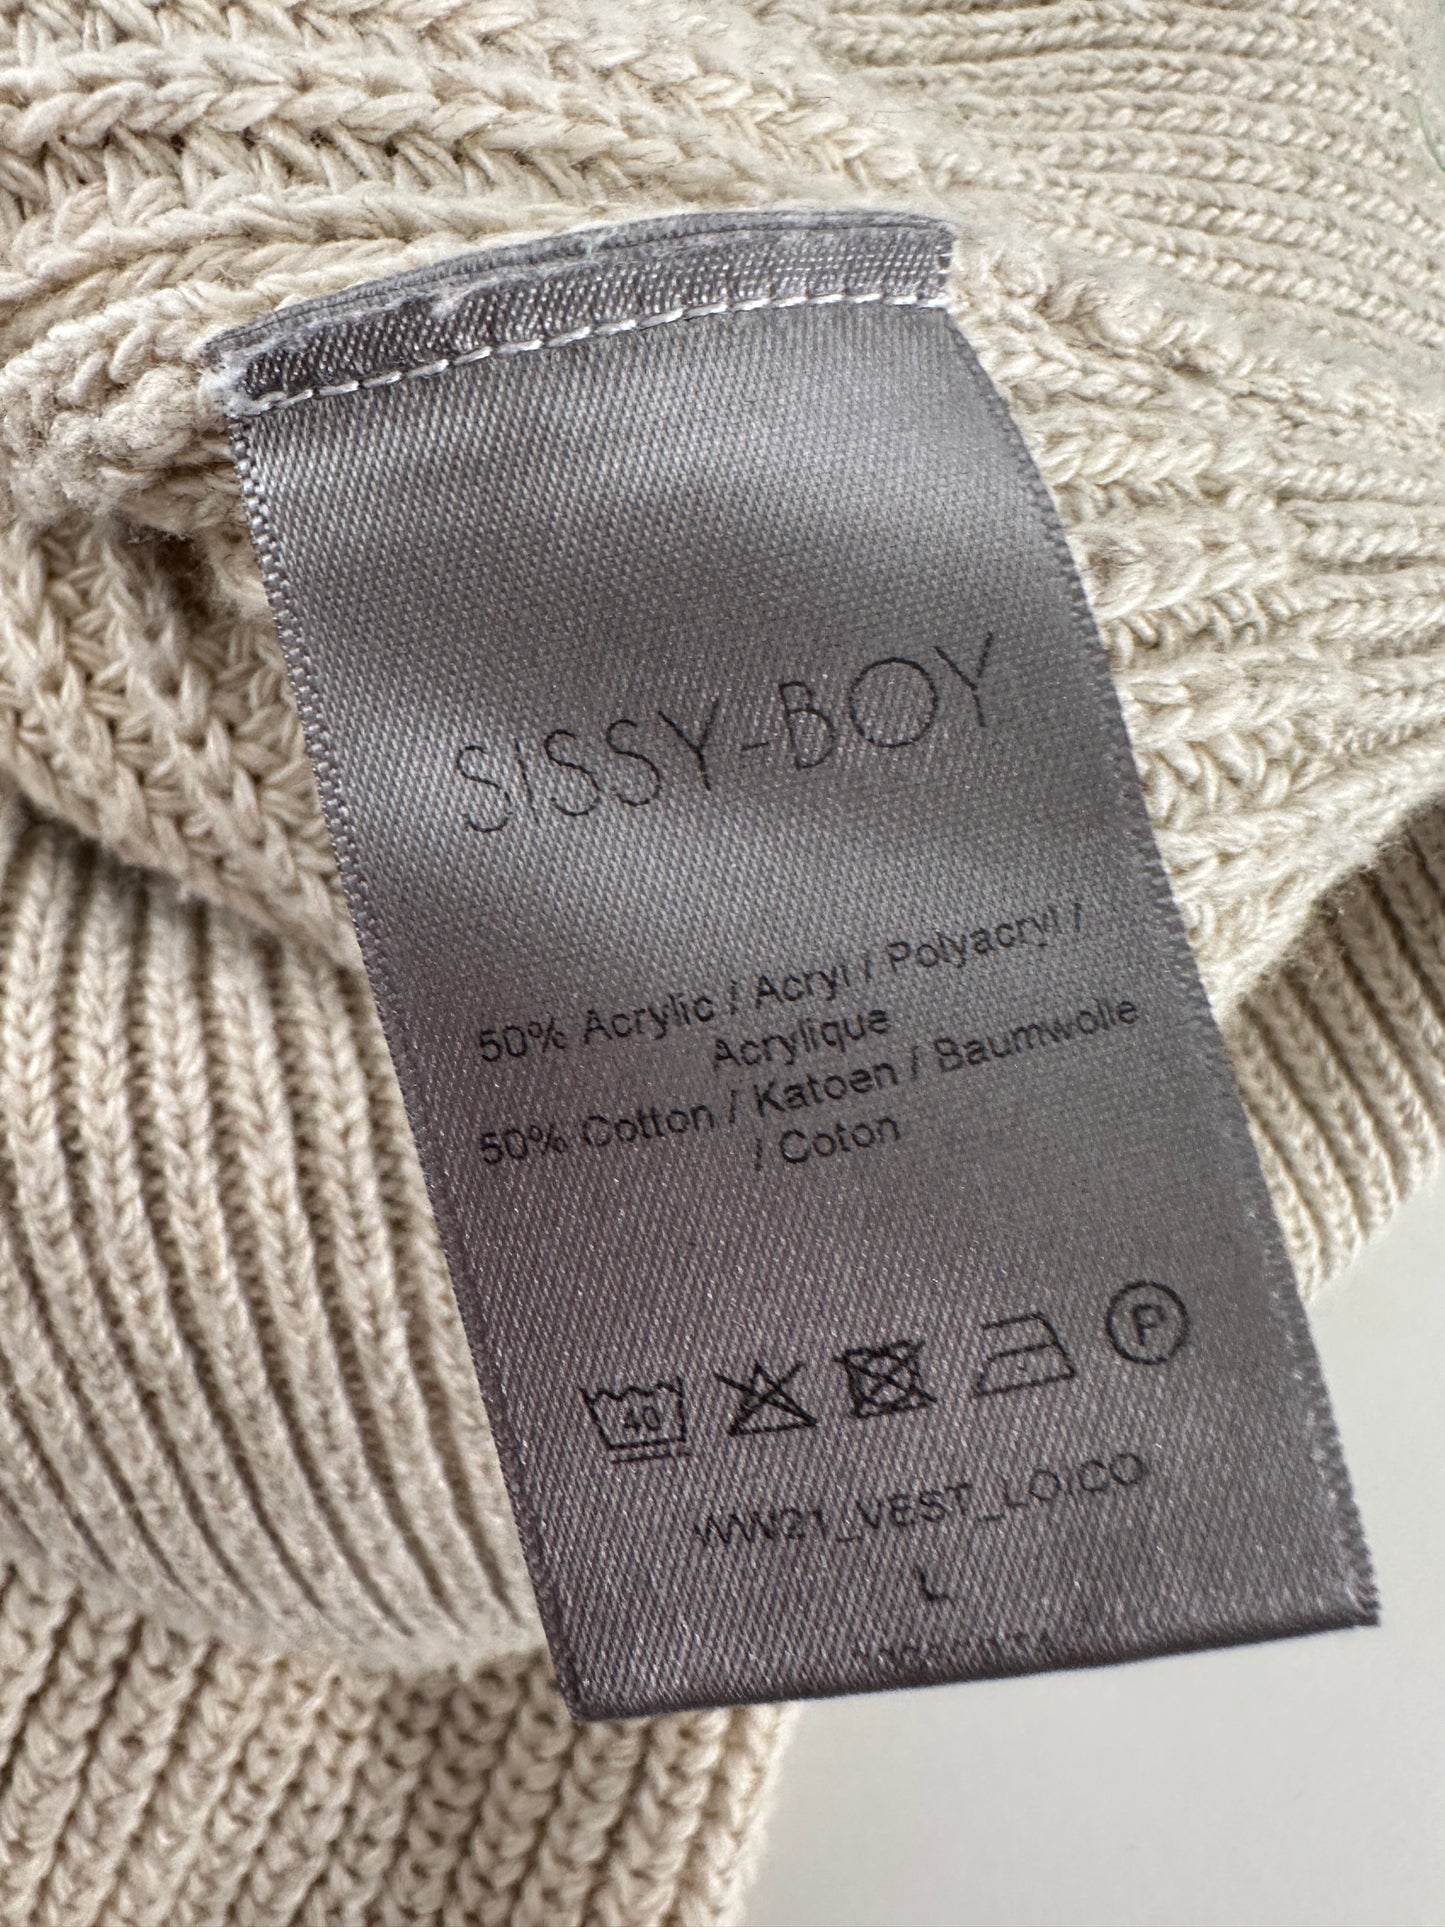 SISSY-BOY
50% Acrylic / Acryl / Polyacryl /
Acrylique
50% Cotton / Katoen / Baumwolle
/ Coton
40
P
WW21_VEST_LOICO
L